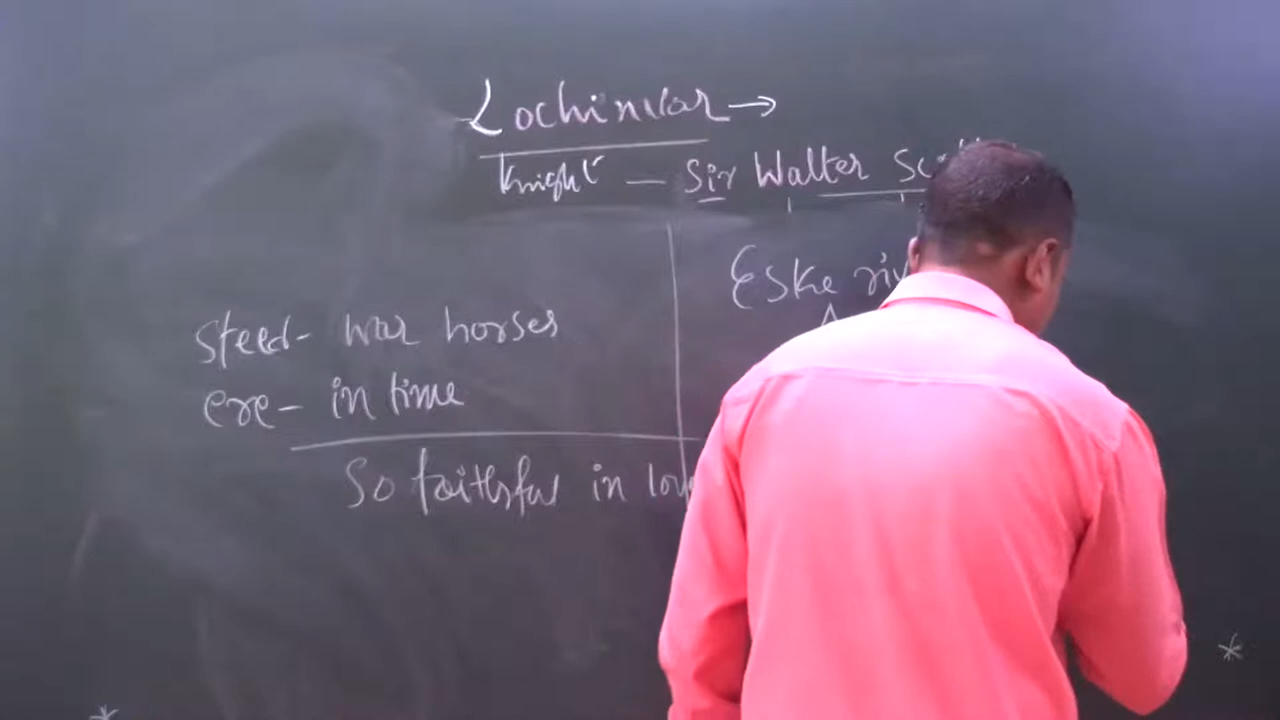 Lochinvar →
Knight — Sir Walter
Eske
Steed - war horses
ere - in time
So faithful in